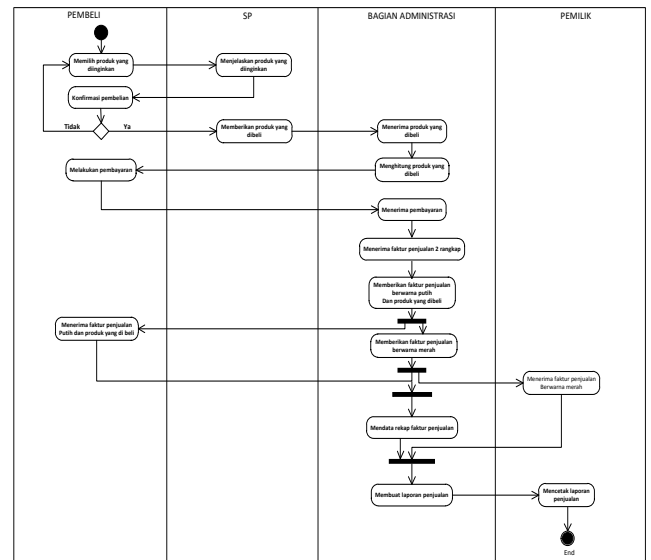 PEMBELI
SP
BAGIAN ADMINISTRASI
PEMILIK
Memilih produk yang
diinginkan
Menjelaskan produk yang
diinginkan
Konfirmasi pembelian
Tidak
Ya
Memberikan produk yang
dibeli
Menerima produk yang
dibeli
Menghitung produk yang
dibeli
Melakukan pembayaran
Menerima pembayaran
Menerima faktur penjualan 2 rangkap
Memberikan faktur penjualan
berwarna putih
Dan produk yang dibeli
Menerima faktur penjualan
Putih dan produk yang di beli
Memberikan faktur penjualan
berwarna merah
Menerima faktur penjualan
Berwarna merah
Mendata rekap faktur penjualan
Membuat laporan penjualan
Mencetak laporan
penjualan
End